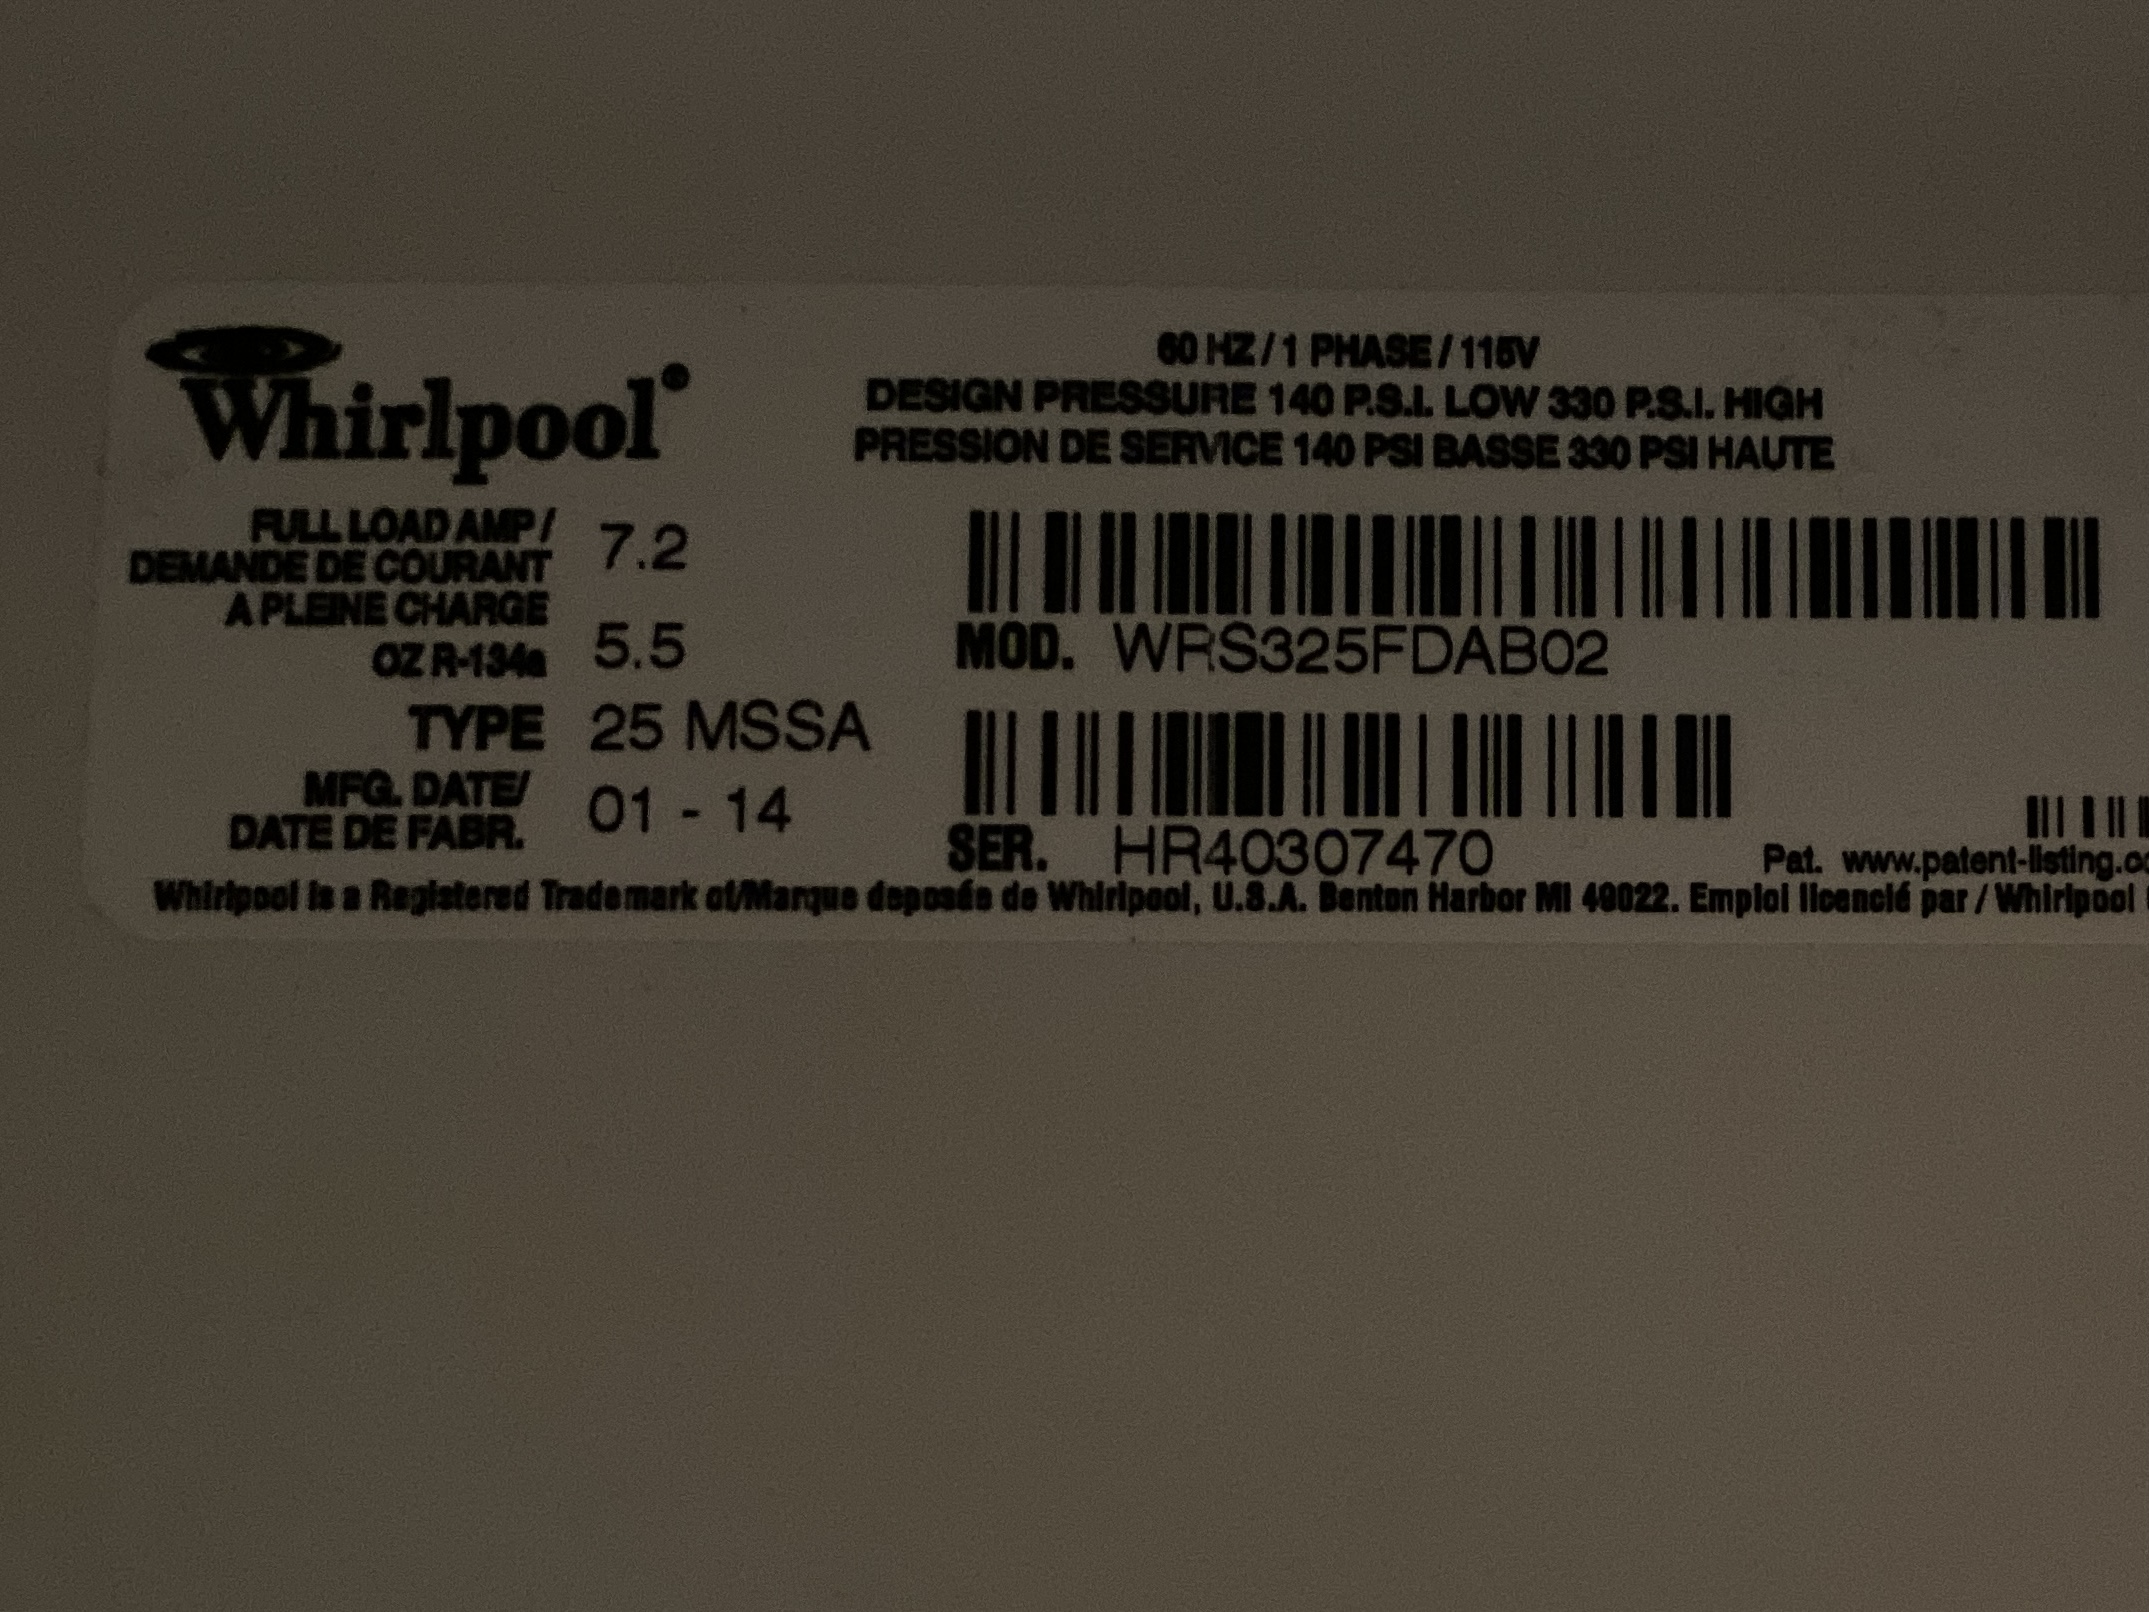 Whirlpool®
60 HZ / 1 PHASE / 115V
DESIGN PRESSURE 140 P.S.I. LOW 330 P.S.I. HIGH
PRESSION DE SERVICE 140 PSI BASSE 330 PSI HAUTE
FULL LOAD AMP / 7.2
DEMANDE DE COURANT
A PLEINE CHARGE
OZ R-134a 5.5
MOD. WRS325FDAB02
TYPE 25 MSSA
MFG. DATE/ 01 - 14
DATE DE FABR.
SER. HR40307470
Pat. www.patent-listing.co
Whirlpool is a Registered Trademark of/Marque deposée de Whirlpool, U.S.A. Benton Harbor MI 49022. Emploi licencié par / Whirlpool